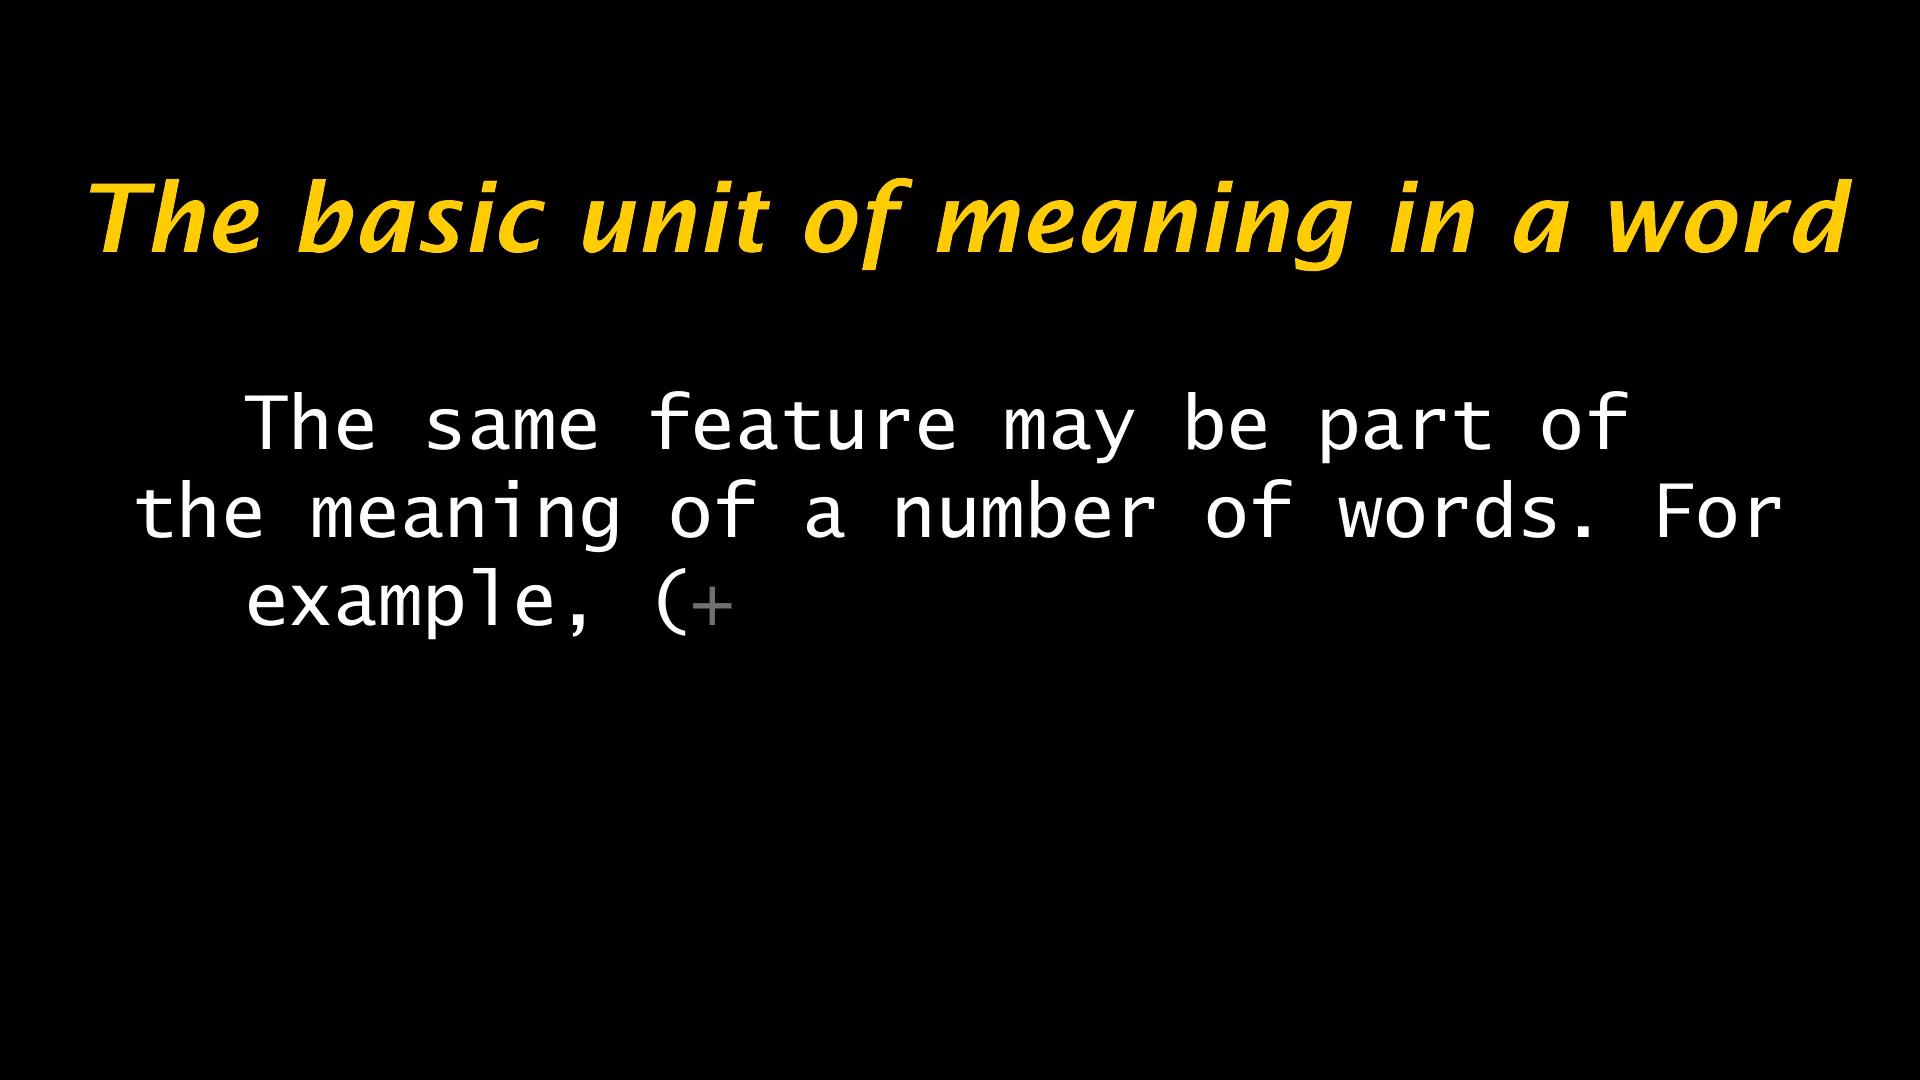 The basic unit of meaning in a word
The same feature may be part of
the meaning of a number of words. For
example, (+